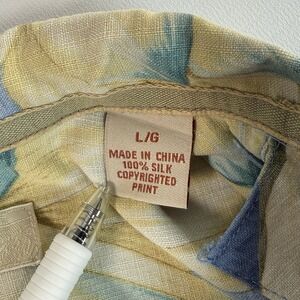 L/G
MADE IN CHINA
100% SILK
COPYRIGHTED
PRINT